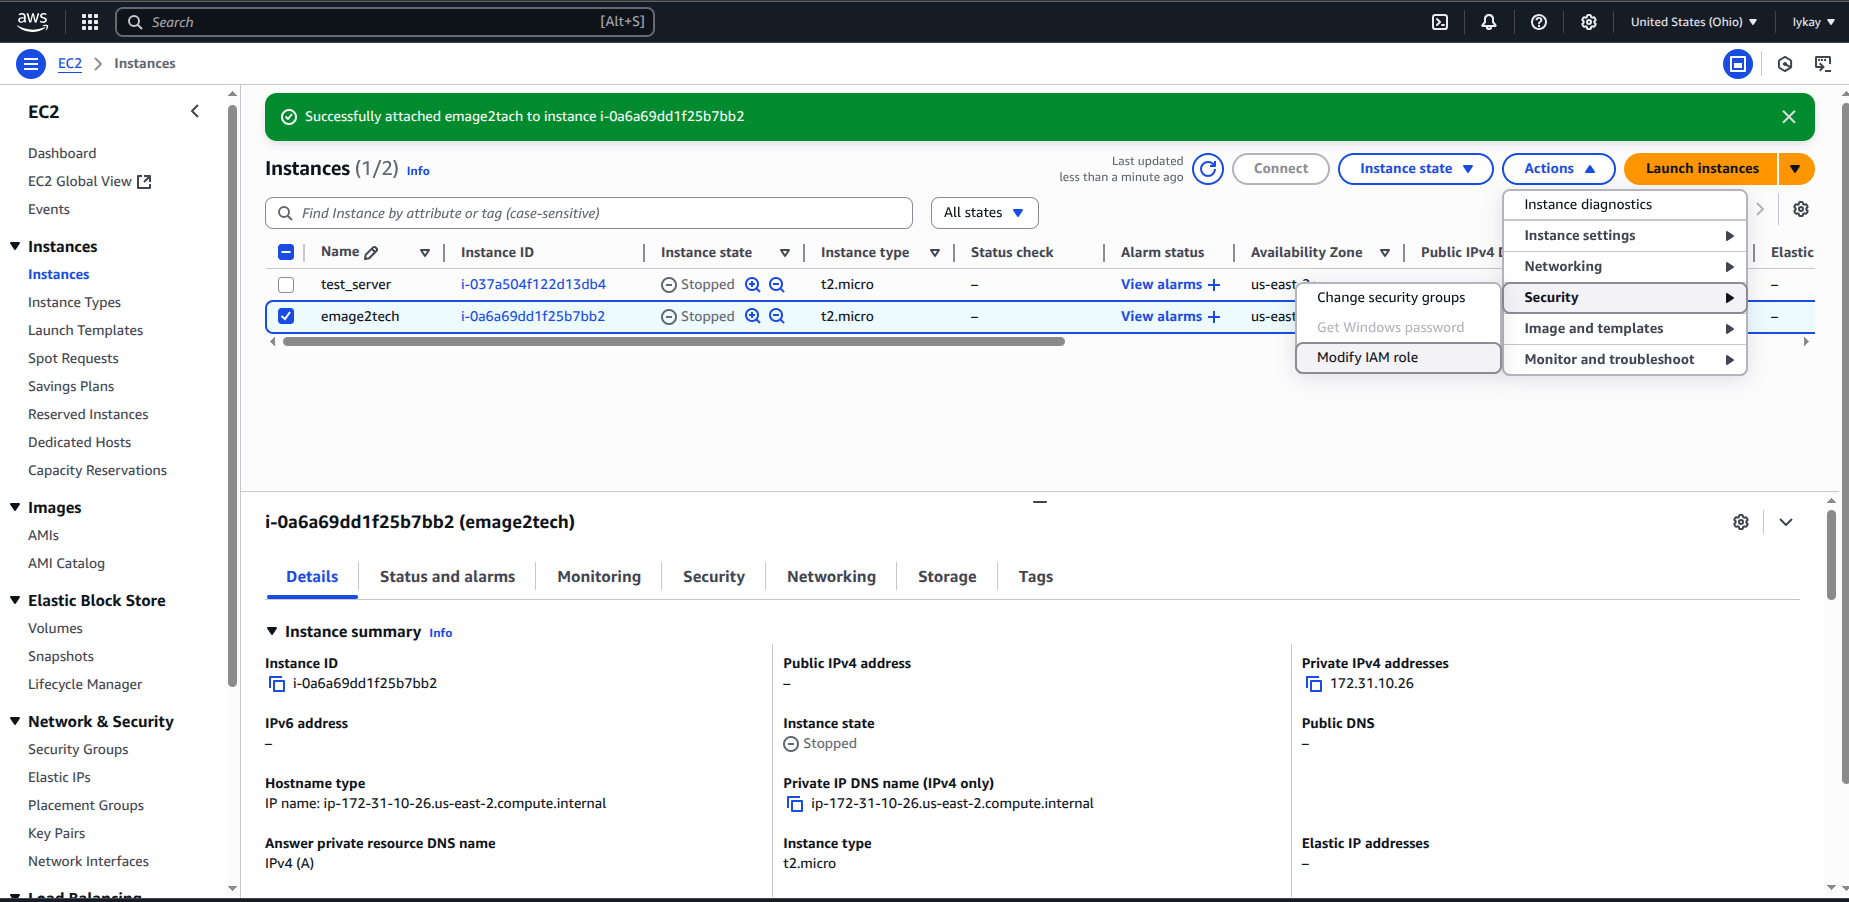 aws
Search [Alt+S]
United States (Ohio)
lykay
EC2
Instances
EC2
Dashboard
EC2 Global View
Events
Instances
Instances
Instance Types
Launch Templates
Spot Requests
Savings Plans
Reserved Instances
Dedicated Hosts
Capacity Reservations
Images
AMIs
AMI Catalog
Elastic Block Store
Volumes
Snapshots
Lifecycle Manager
Network & Security
Security Groups
Elastic IPs
Placement Groups
Key Pairs
Network Interfaces
Load Balancing
Successfully attached emage2tach to instance i-0a6a69dd1f25b7bb2
Instances (1/2) Info
Last updated
less than a minute ago
Connect
Instance state
Actions
Launch instances
Find Instance by attribute or tag (case-sensitive)
All states
Name Instance ID Instance state Instance type Status check Alarm status Availability Zone Public IPv4 D Elastic
test_server i-037a504f122d13db4 Stopped t2.micro – View alarms + us-east-2 –
emage2tech i-0a6a69dd1f25b7bb2 Stopped t2.micro – View alarms + us-east –
Instance diagnostics
Instance settings
Networking
Security
Image and templates
Monitor and troubleshoot
Change security groups
Get Windows password
Modify IAM role
i-0a6a69dd1f25b7bb2 (emage2tech)
Details
Status and alarms
Monitoring
Security
Networking
Storage
Tags
Instance summary Info
Instance ID
i-0a6a69dd1f25b7bb2
Public IPv4 address
–
Private IPv4 addresses
172.31.10.26
IPv6 address
–
Instance state
Stopped
Public DNS
–
Hostname type
IP name: ip-172-31-10-26.us-east-2.compute.internal
Private IP DNS name (IPv4 only)
ip-172-31-10-26.us-east-2.compute.internal
Answer private resource DNS name
IPv4 (A)
Instance type
t2.micro
Elastic IP addresses
–